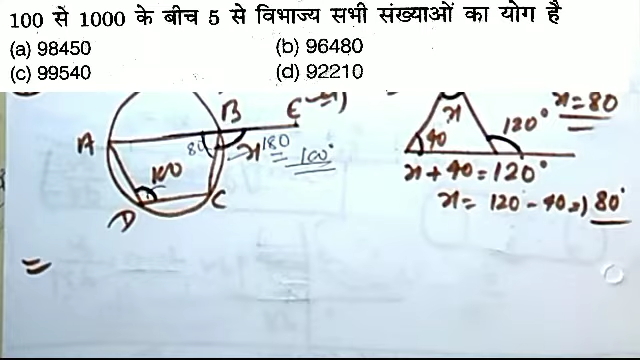 100 से 1000 के बीच 5 से विभाज्य सभी संख्याओं का योग है
(a) 98450 (b) 96480
(c) 99540 (d) 92210
B E
A 80 x 180 100°
100
D C
=
x 120° x = 80
40
x + 40 = 120°
x = 120° - 40 => 80°